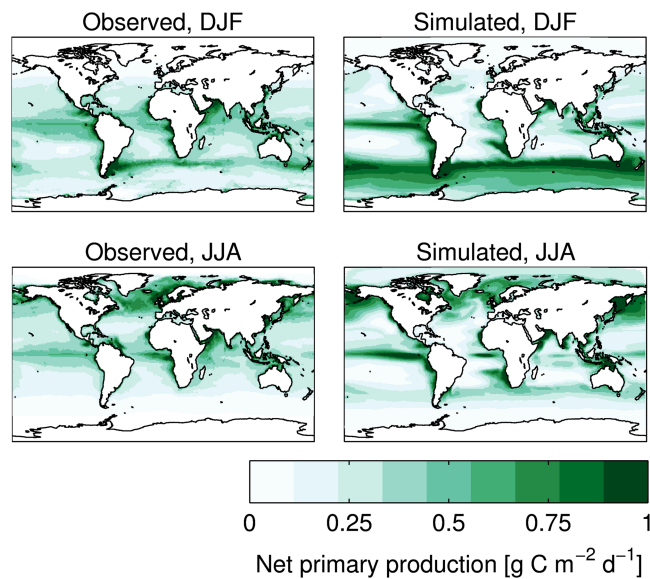 Observed, DJF
Simulated, DJF
Observed, JJA
Simulated, JJA
0 0.25 0.5 0.75 1
Net primary production [g C m−2 d−1]